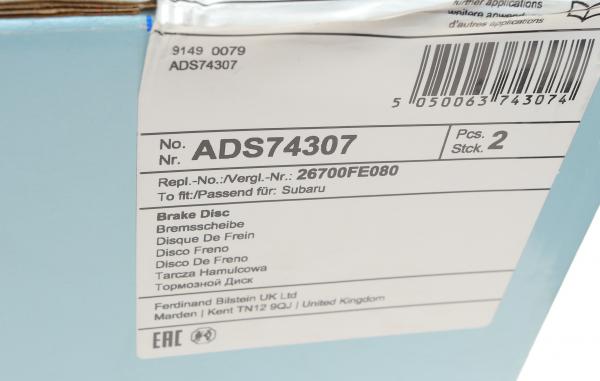 further applications
weitere
d'autres applications
9149 0079
ADS74307
5 050063 743074
No. Nr. ADS74307
Pcs. Stck. 2
Repl.-No.:/Vergl.-Nr.: 26700FE080
To fit:/Passend für: Subaru
Brake Disc
Bremsscheibe
Disque De Frein
Disco Freno
Disco De Freno
Tarcza Hamulcowa
Тормозной Диск
Ferdinand Bilstein UK Ltd
Marden | Kent TN12 9QJ | United Kingdom
EAC